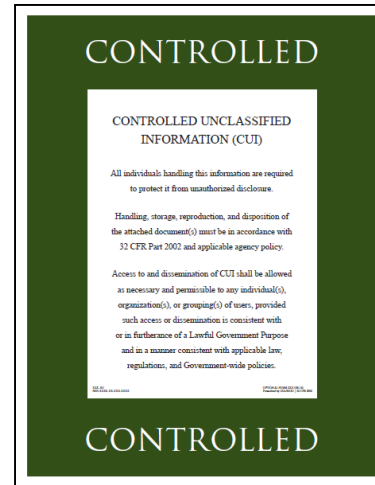 CONTROLLED
CONTROLLED UNCLASSIFIED
INFORMATION (CUI)
All individuals handling this information are required
to protect it from unauthorized disclosure.
Handling, storage, reproduction, and disposition of
the attached document(s) must be in accordance with
32 CFR Part 2002 and applicable agency policy.
Access to and dissemination of CUI shall be allowed
as necessary and permissible to any individual(s),
organization(s), or grouping(s) of users, provided
such access or dissemination is consistent with
or in furtherance of a Lawful Government Purpose
and in a manner consistent with applicable law,
regulations, and Government-wide policies.
CONTROLLED